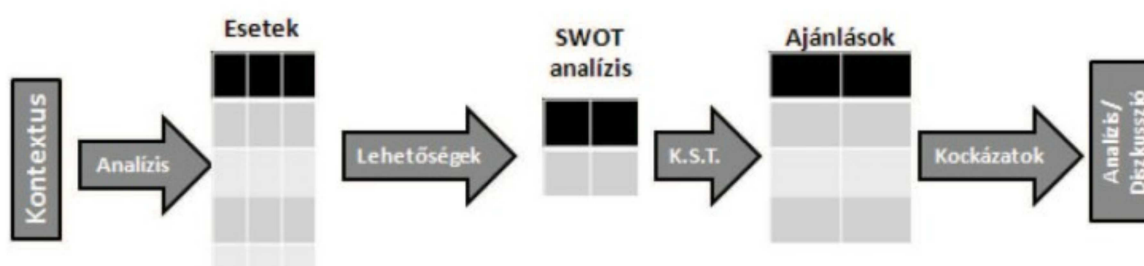 Kontextus
Analízis
Esetek
Lehetőségek
SWOT
analízis
K.S.T.
Ajánlások
Kockázatok
Analízis/
Diszkusszió